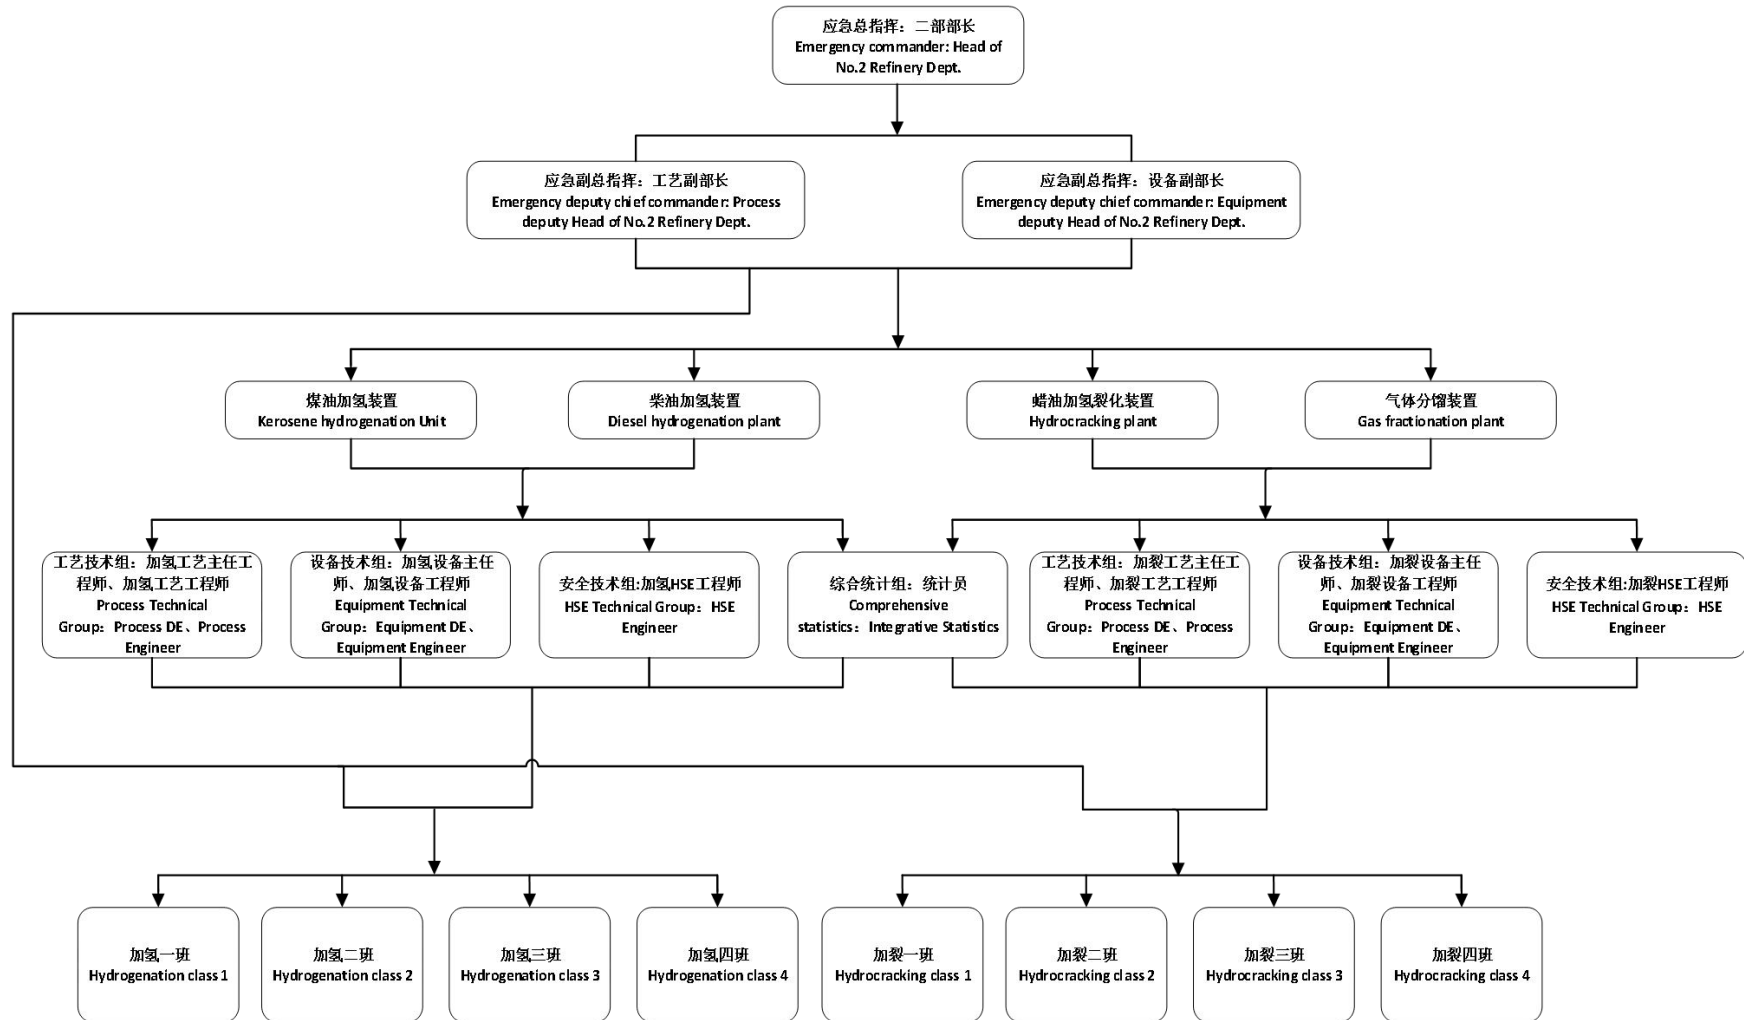 应急总指挥：二部部长
Emergency commander: Head of
No.2 Refinery Dept.
应急副总指挥：工艺副部长
Emergency deputy chief commander: Process
deputy Head of No.2 Refinery Dept.
应急副总指挥：设备副部长
Emergency deputy chief commander: Equipment
deputy Head of No.2 Refinery Dept.
煤油加氢装置
Kerosene hydrogenation Unit
柴油加氢装置
Diesel hydrogenation plant
蜡油加氢裂化装置
Hydrocracking plant
气体分馏装置
Gas fractionation plant
工艺技术组：加氢工艺主任工
程师、加氢工艺工程师
Process Technical
Group：Process DE、Process
Engineer
设备技术组：加氢设备主任
师、加氢设备工程师
Equipment Technical
Group：Equipment DE、
Equipment Engineer
安全技术组:加氢HSE工程师
HSE Technical Group：HSE
Engineer
综合统计组：统计员
Comprehensive
statistics：Integrative Statistics
工艺技术组：加裂工艺主任工
程师、加裂工艺工程师
Process Technical
Group：Process DE、Process
Engineer
设备技术组：加裂设备主任
师、加裂设备工程师
Equipment Technical
Group：Equipment DE、
Equipment Engineer
安全技术组:加裂HSE工程师
HSE Technical Group：HSE
Engineer
加氢一班
Hydrogenation class 1
加氢二班
Hydrogenation class 2
加氢三班
Hydrogenation class 3
加氢四班
Hydrogenation class 4
加裂一班
Hydrocracking class 1
加裂二班
Hydrocracking class 2
加裂三班
Hydrocracking class 3
加裂四班
Hydrocracking class 4